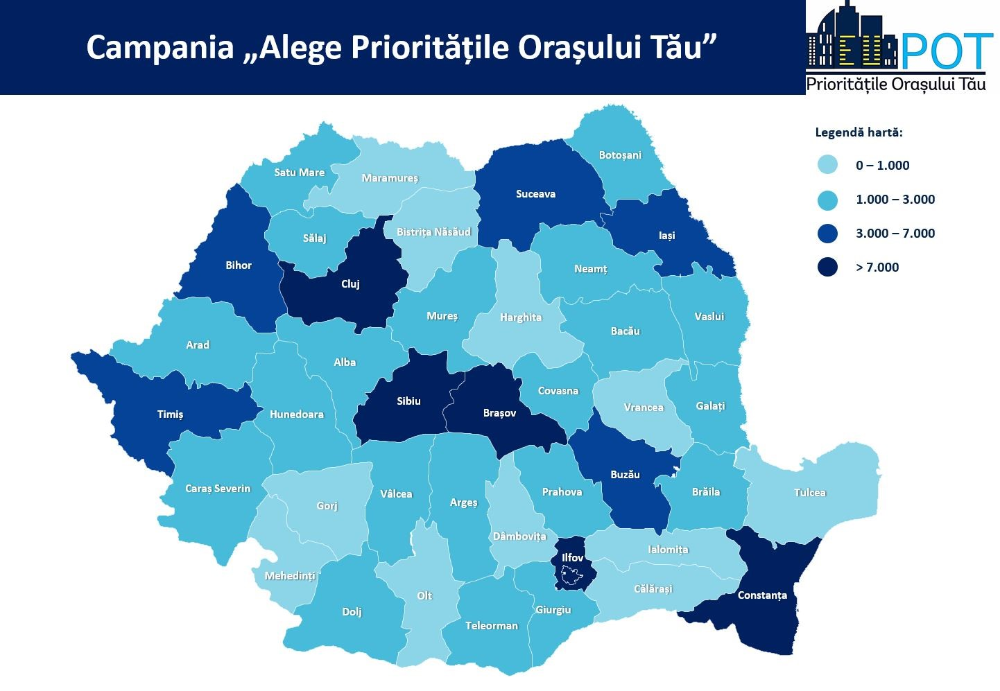 Campania „Alege Prioritățile Orașului Tău”
POT
Prioritățile Orașului Tău
Legendă hartă:
0 – 1.000
1.000 – 3.000
3.000 – 7.000
> 7.000
Botoșani
Satu Mare
Maramureș
Suceava
Bistrița Năsăud
Iași
Sălaj
Bihor
Neamț
Cluj
Mureș
Harghita
Vaslui
Bacău
Arad
Alba
Covasna
Sibiu
Galați
Vrancea
Brașov
Timiș
Hunedoara
Buzău
Caraș Severin
Prahova
Brăila
Tulcea
Vâlcea
Argeș
Gorj
Dâmbovița
Ialomița
Ilfov
Mehedinți
Călărași
Constanța
Olt
Giurgiu
Dolj
Teleorman